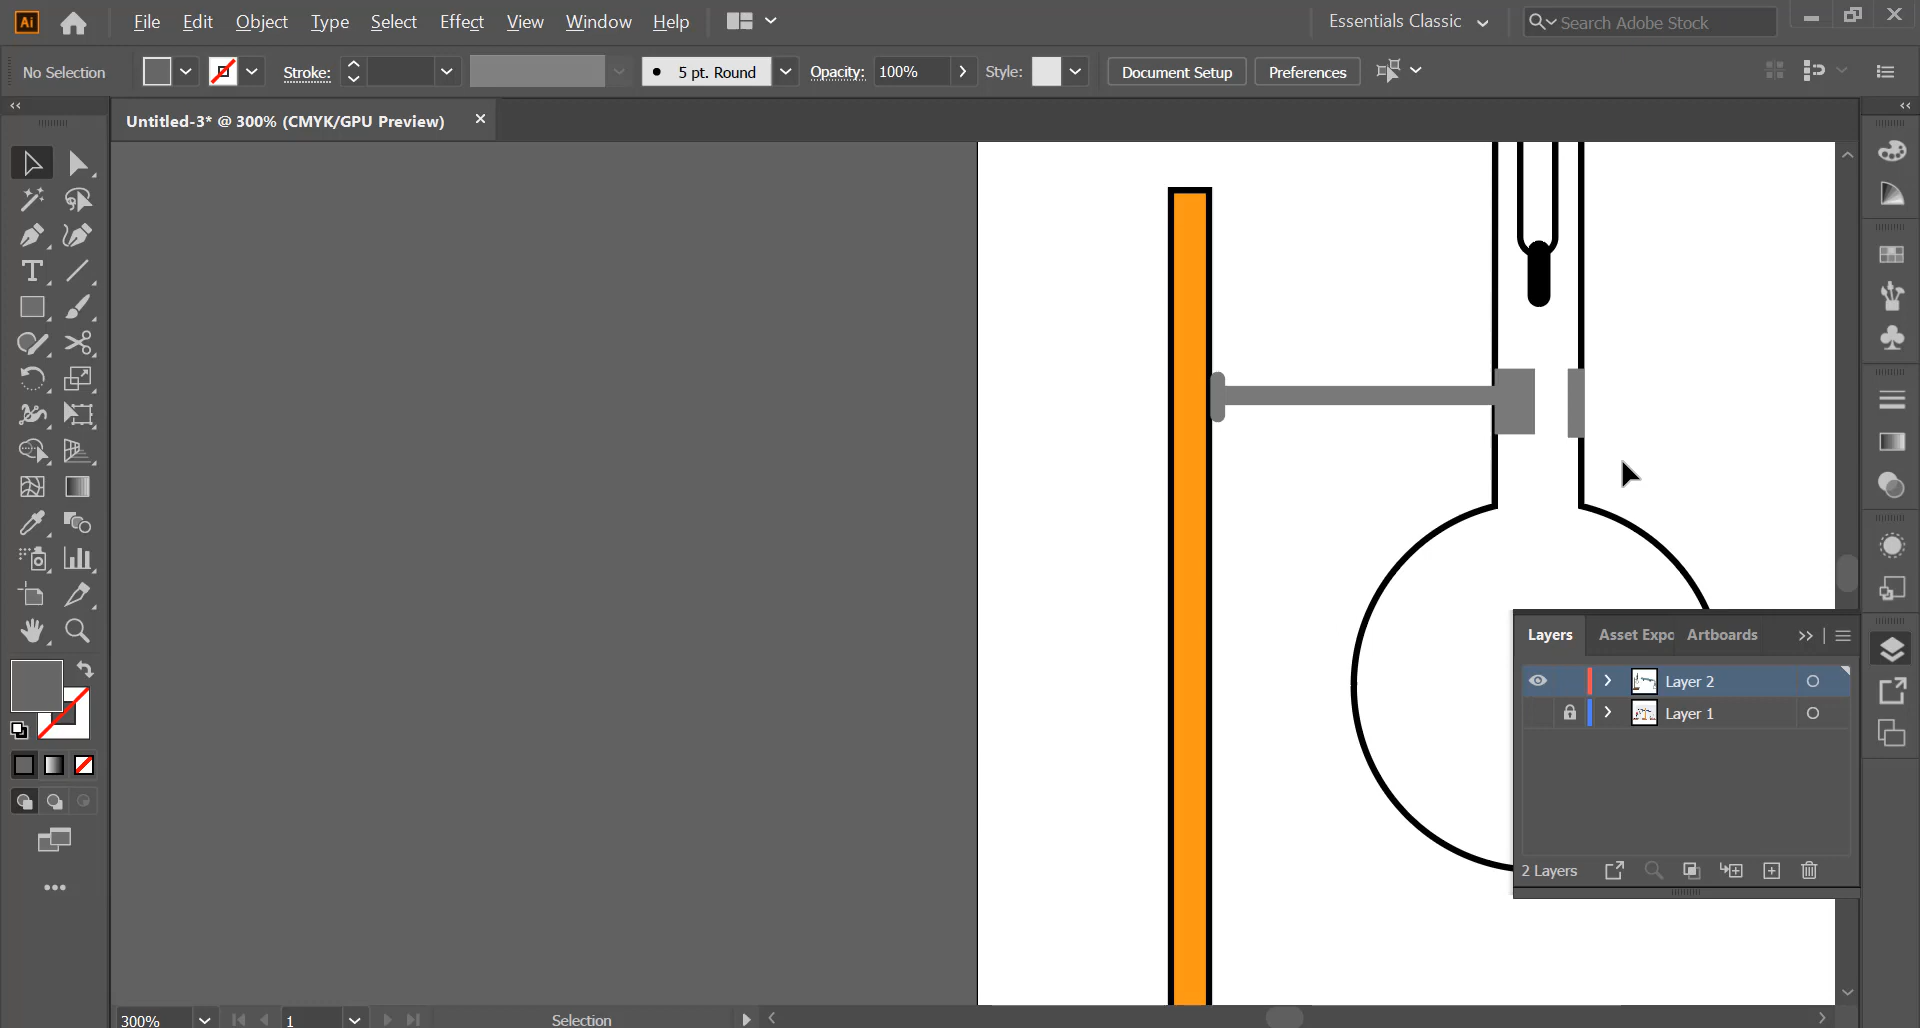 Ai File Edit Object Type Select Effect View Window Help Essentials Classic Search Adobe Stock
No Selection Stroke: 5 pt. Round Opacity: 100% Style: Document Setup Preferences
Untitled-3* @ 300% (CMYK/GPU Preview)
T
Layers Asset Expo Artboards
Layer 2
Layer 1
2 Layers
300% 1 Selection